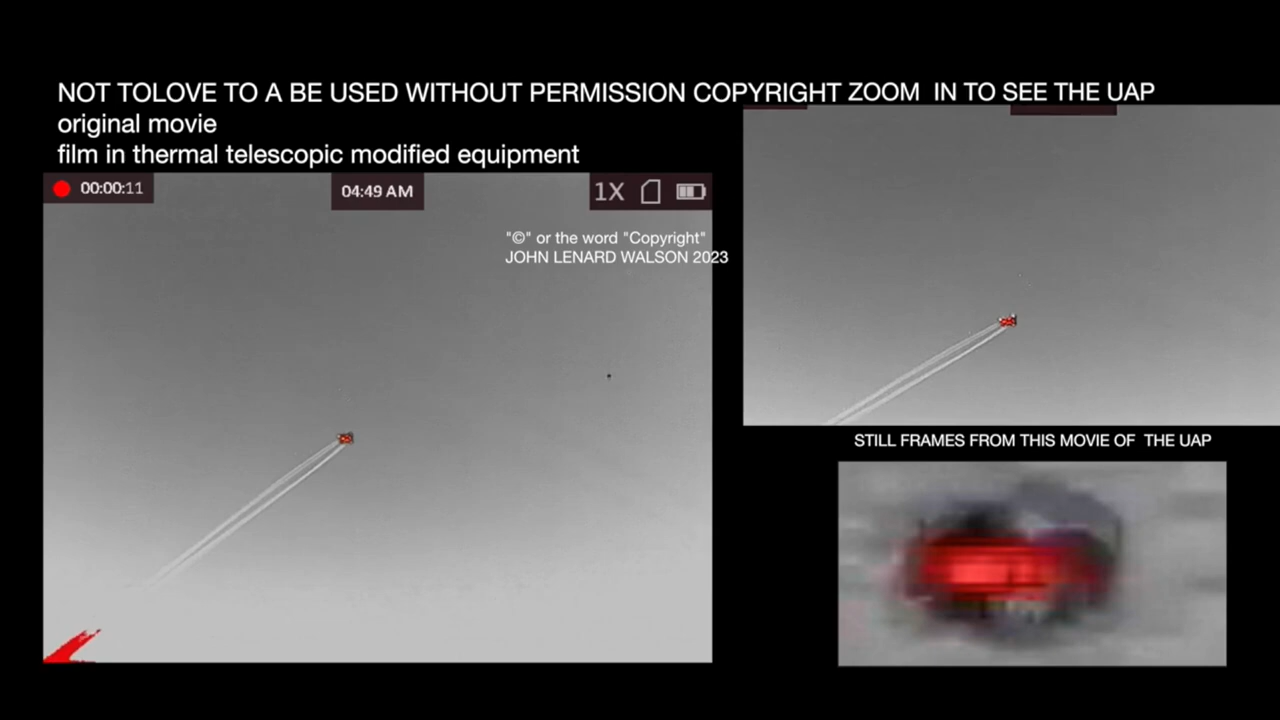 NOT TOLOVE TO A BE USED WITHOUT PERMISSION COPYRIGHT ZOOM IN TO SEE THE UAP
original movie
film in thermal telescopic modified equipment
00:00:11
04:49 AM
1X
"©" or the word "Copyright"
JOHN LENARD WALSON 2023
STILL FRAMES FROM THIS MOVIE OF THE UAP